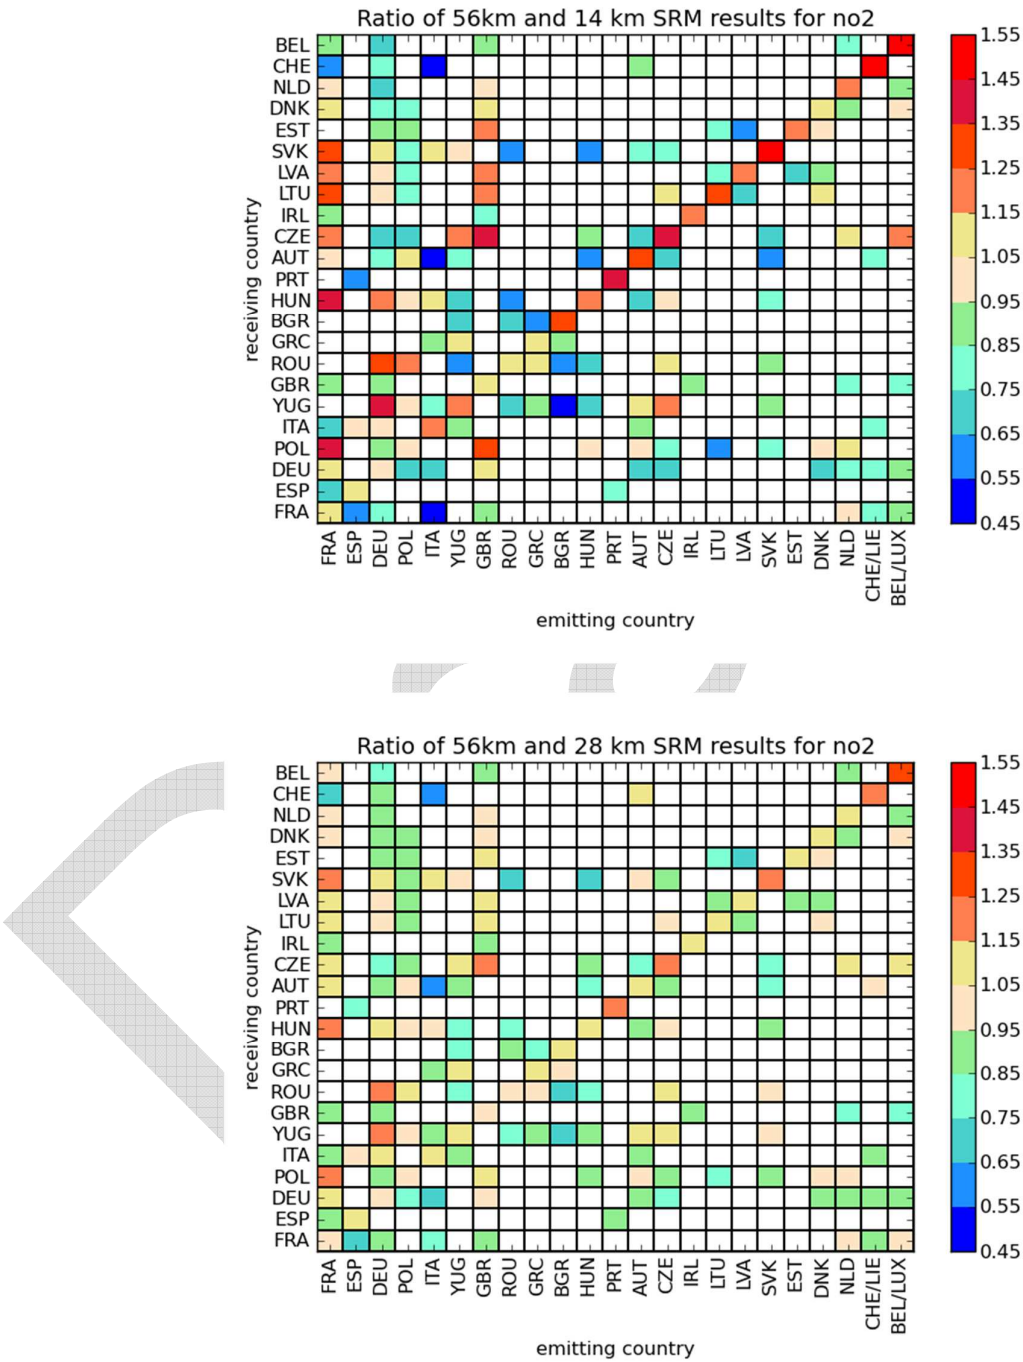 Ratio of 56km and 14 km SRM results for no2
receiving country
BEL
CHE
NLD
DNK
EST
SVK
LVA
LTU
IRL
CZE
AUT
PRT
HUN
BGR
GRC
ROU
GBR
YUG
ITA
POL
DEU
ESP
FRA
FRA ESP DEU POL ITA YUG GBR ROU GRC BGR HUN PRT AUT CZE IRL LTU LVA SVK EST DNK NLD CHE/LIE BEL/LUX
emitting country
1.55
1.45
1.35
1.25
1.15
1.05
0.95
0.85
0.75
0.65
0.55
0.45
Ratio of 56km and 28 km SRM results for no2
receiving country
BEL
CHE
NLD
DNK
EST
SVK
LVA
LTU
IRL
CZE
AUT
PRT
HUN
BGR
GRC
ROU
GBR
YUG
ITA
POL
DEU
ESP
FRA
FRA ESP DEU POL ITA YUG GBR ROU GRC BGR HUN PRT AUT CZE IRL LTU LVA SVK EST DNK NLD CHE/LIE BEL/LUX
emitting country
1.55
1.45
1.35
1.25
1.15
1.05
0.95
0.85
0.75
0.65
0.55
0.45